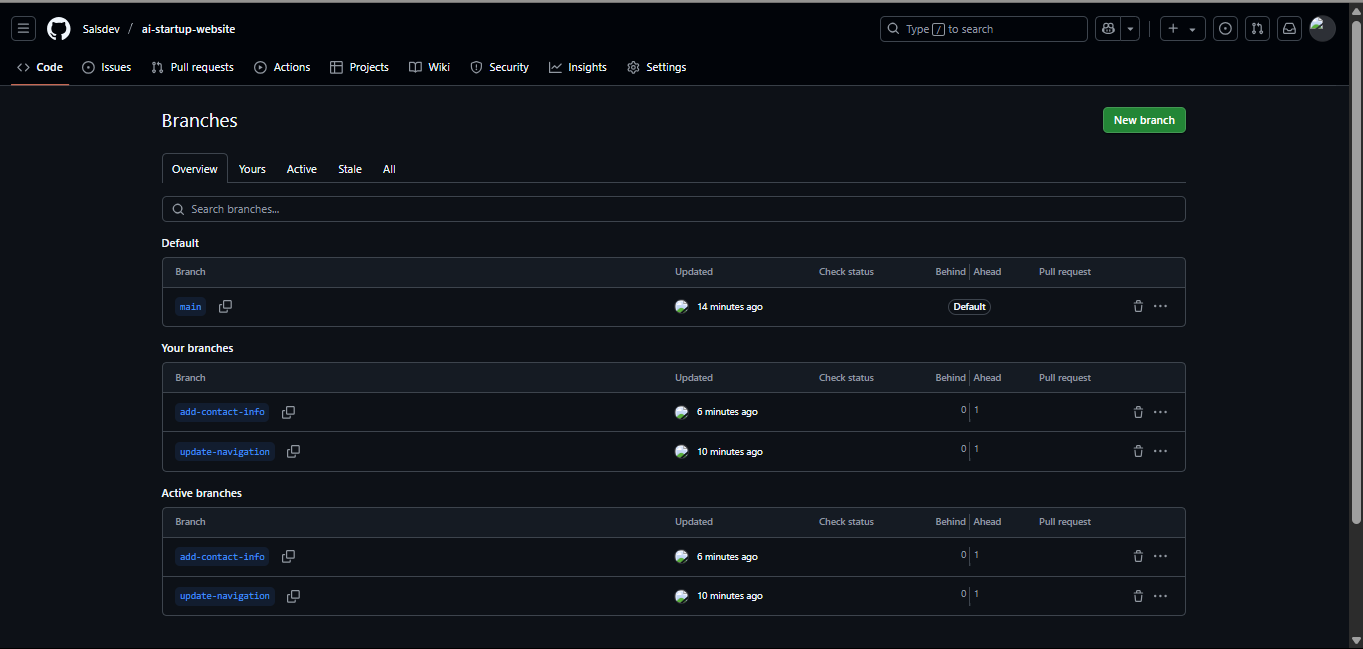 Salsdev / ai-startup-website Type / to search
Code Issues Pull requests Actions Projects Wiki Security Insights Settings
Branches New branch
Overview Yours Active Stale All
Search branches...
Default
Branch Updated Check status Behind Ahead Pull request
main 14 minutes ago Default
Your branches
Branch Updated Check status Behind Ahead Pull request
add-contact-info 6 minutes ago 0 1
update-navigation 10 minutes ago 0 1
Active branches
Branch Updated Check status Behind Ahead Pull request
add-contact-info 6 minutes ago 0 1
update-navigation 10 minutes ago 0 1